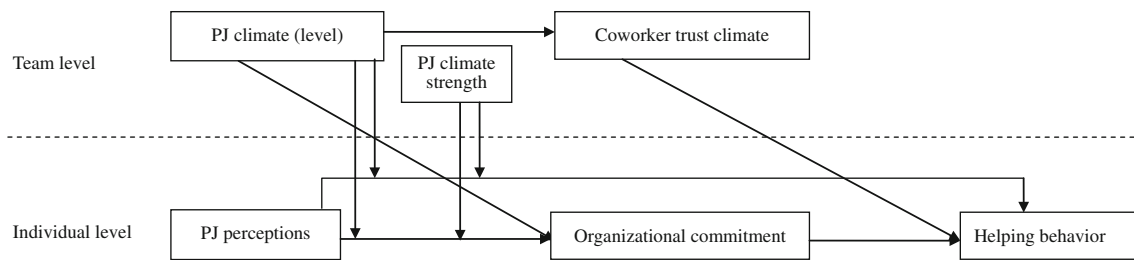 PJ climate (level)
Coworker trust climate
Team level
PJ climate
strength
Individual level
PJ perceptions
Organizational commitment
Helping behavior